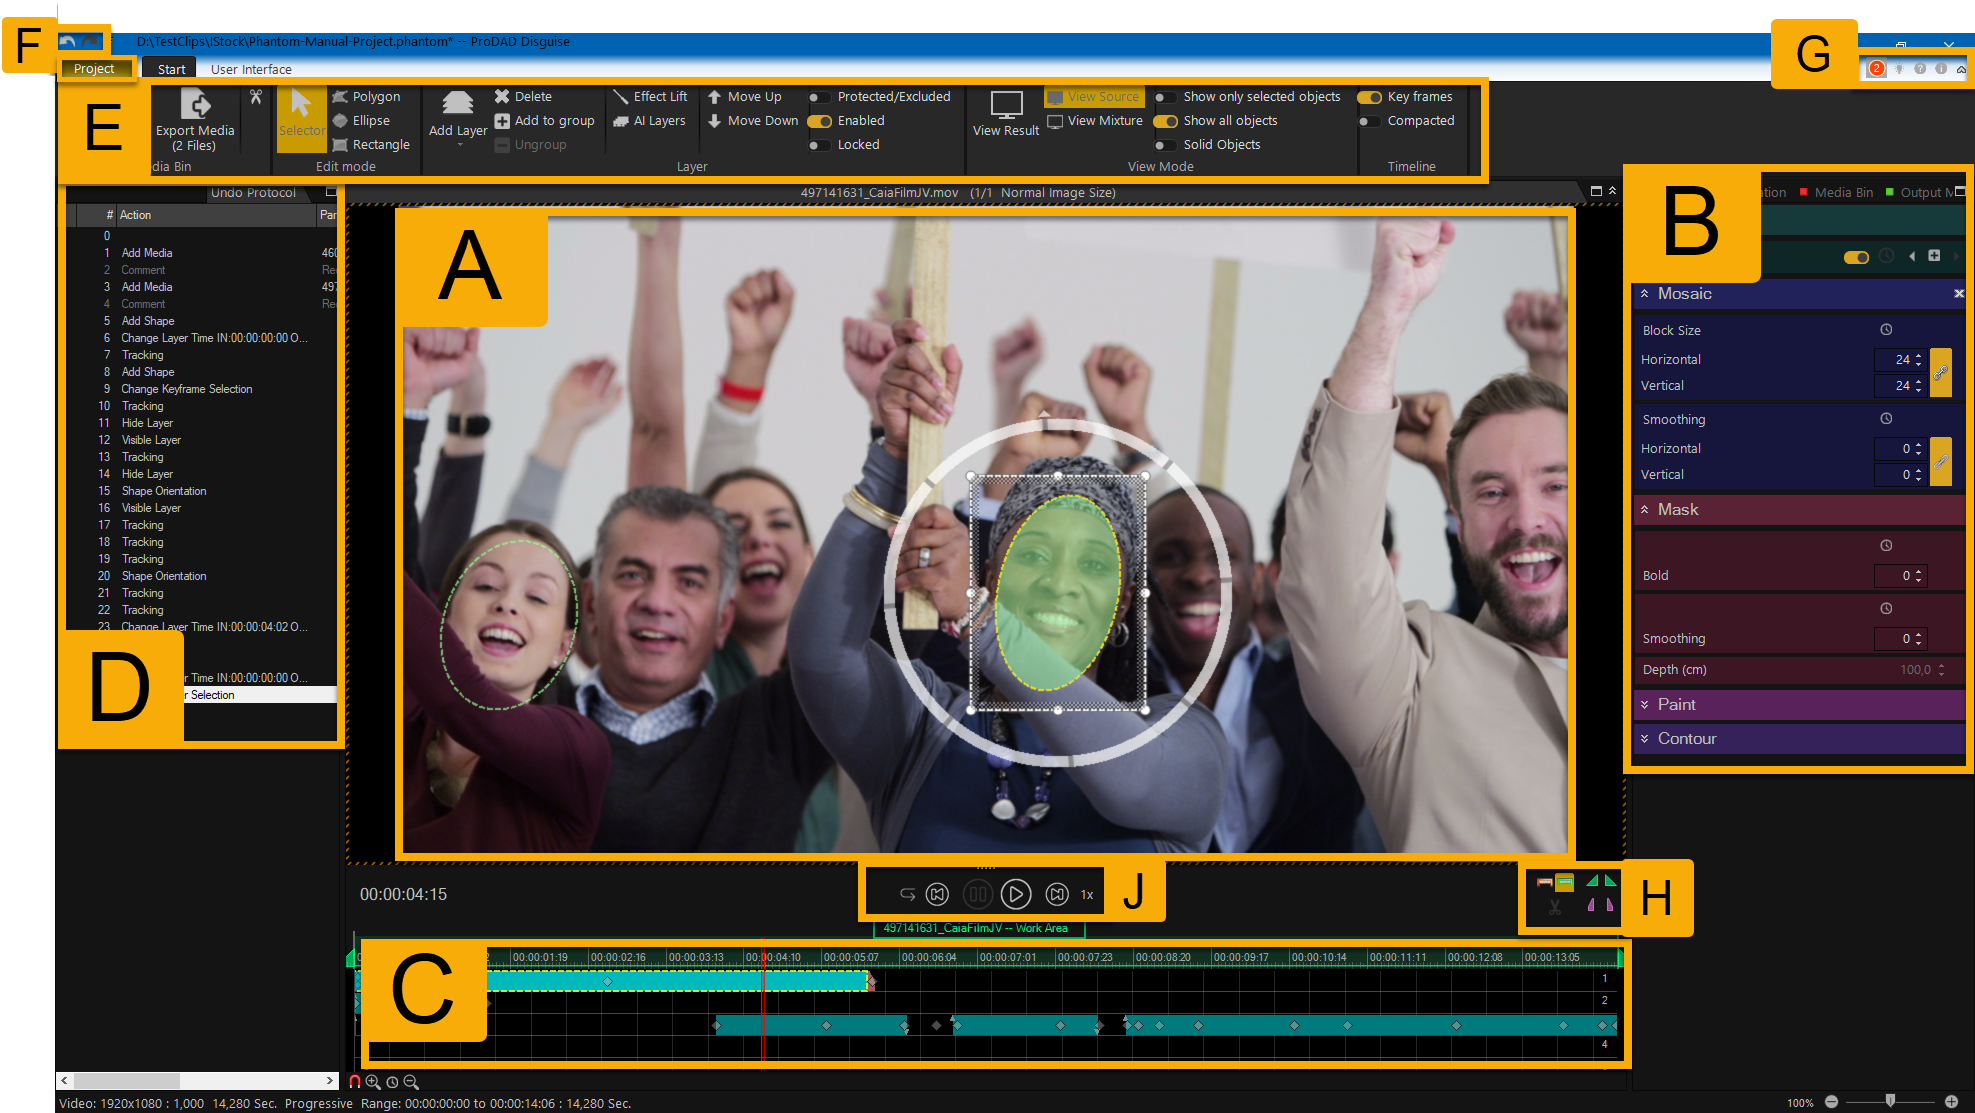 F
D:\TestClips\IStock\Phantom-Manual-Project.phantom* -- ProDAD Disguise
G
Project
Start
User Interface
2
E
Export Media
(2 Files)
dia Bin
Selector
Polygon
Ellipse
Rectangle
Edit mode
Add Layer
Delete
Add to group
Ungroup
Effect Lift
AI Layers
Move Up
Move Down
Protected/Excluded
Enabled
Locked
Layer
View Result
View Source
View Mixture
Show only selected objects
Show all objects
Solid Objects
View Mode
Key frames
Compacted
Timeline
Undo Protocol
# Action Par
0
1 Add Media 460
2 Comment Re
3 Add Media 497
4 Comment Re
5 Add Shape
6 Change Layer Time IN:00:00:00:00 O...
7 Tracking
8 Add Shape
9 Change Keyframe Selection
10 Tracking
11 Hide Layer
12 Visible Layer
13 Tracking
14 Hide Layer
15 Shape Orientation
16 Visible Layer
17 Tracking
18 Tracking
19 Tracking
20 Shape Orientation
21 Tracking
22 Tracking
23 Change Layer Time IN:00:00:04:02 O...
r Time IN:00:00:00:00 O...
r Selection
D
497141631_CaiaFilmJV.mov (1/1 Normal Image Size)
A
B
tion
Media Bin
Output M
Mosaic
Block Size
Horizontal 24
Vertical 24
Smoothing
Horizontal 0
Vertical 0
Mask
Bold 0
Smoothing 0
Depth (cm) 100,0
Paint
Contour
00:00:04:15
1x
J
H
497141631_CaiaFilmJV -- Work Area
C
00:00:01:19 00:00:02:16 00:00:03:13 00:00:04:10 00:00:05:07 00:00:06:04 00:00:07:01 00:00:07:23 00:00:08:20 00:00:09:17 00:00:10:14 00:00:11:11 00:00:12:08 00:00:13:05
1
2
4
Video: 1920x1080 : 1,000 14,280 Sec. Progressive Range: 00:00:00:00 to 00:00:14:06 : 14,280 Sec.
100%